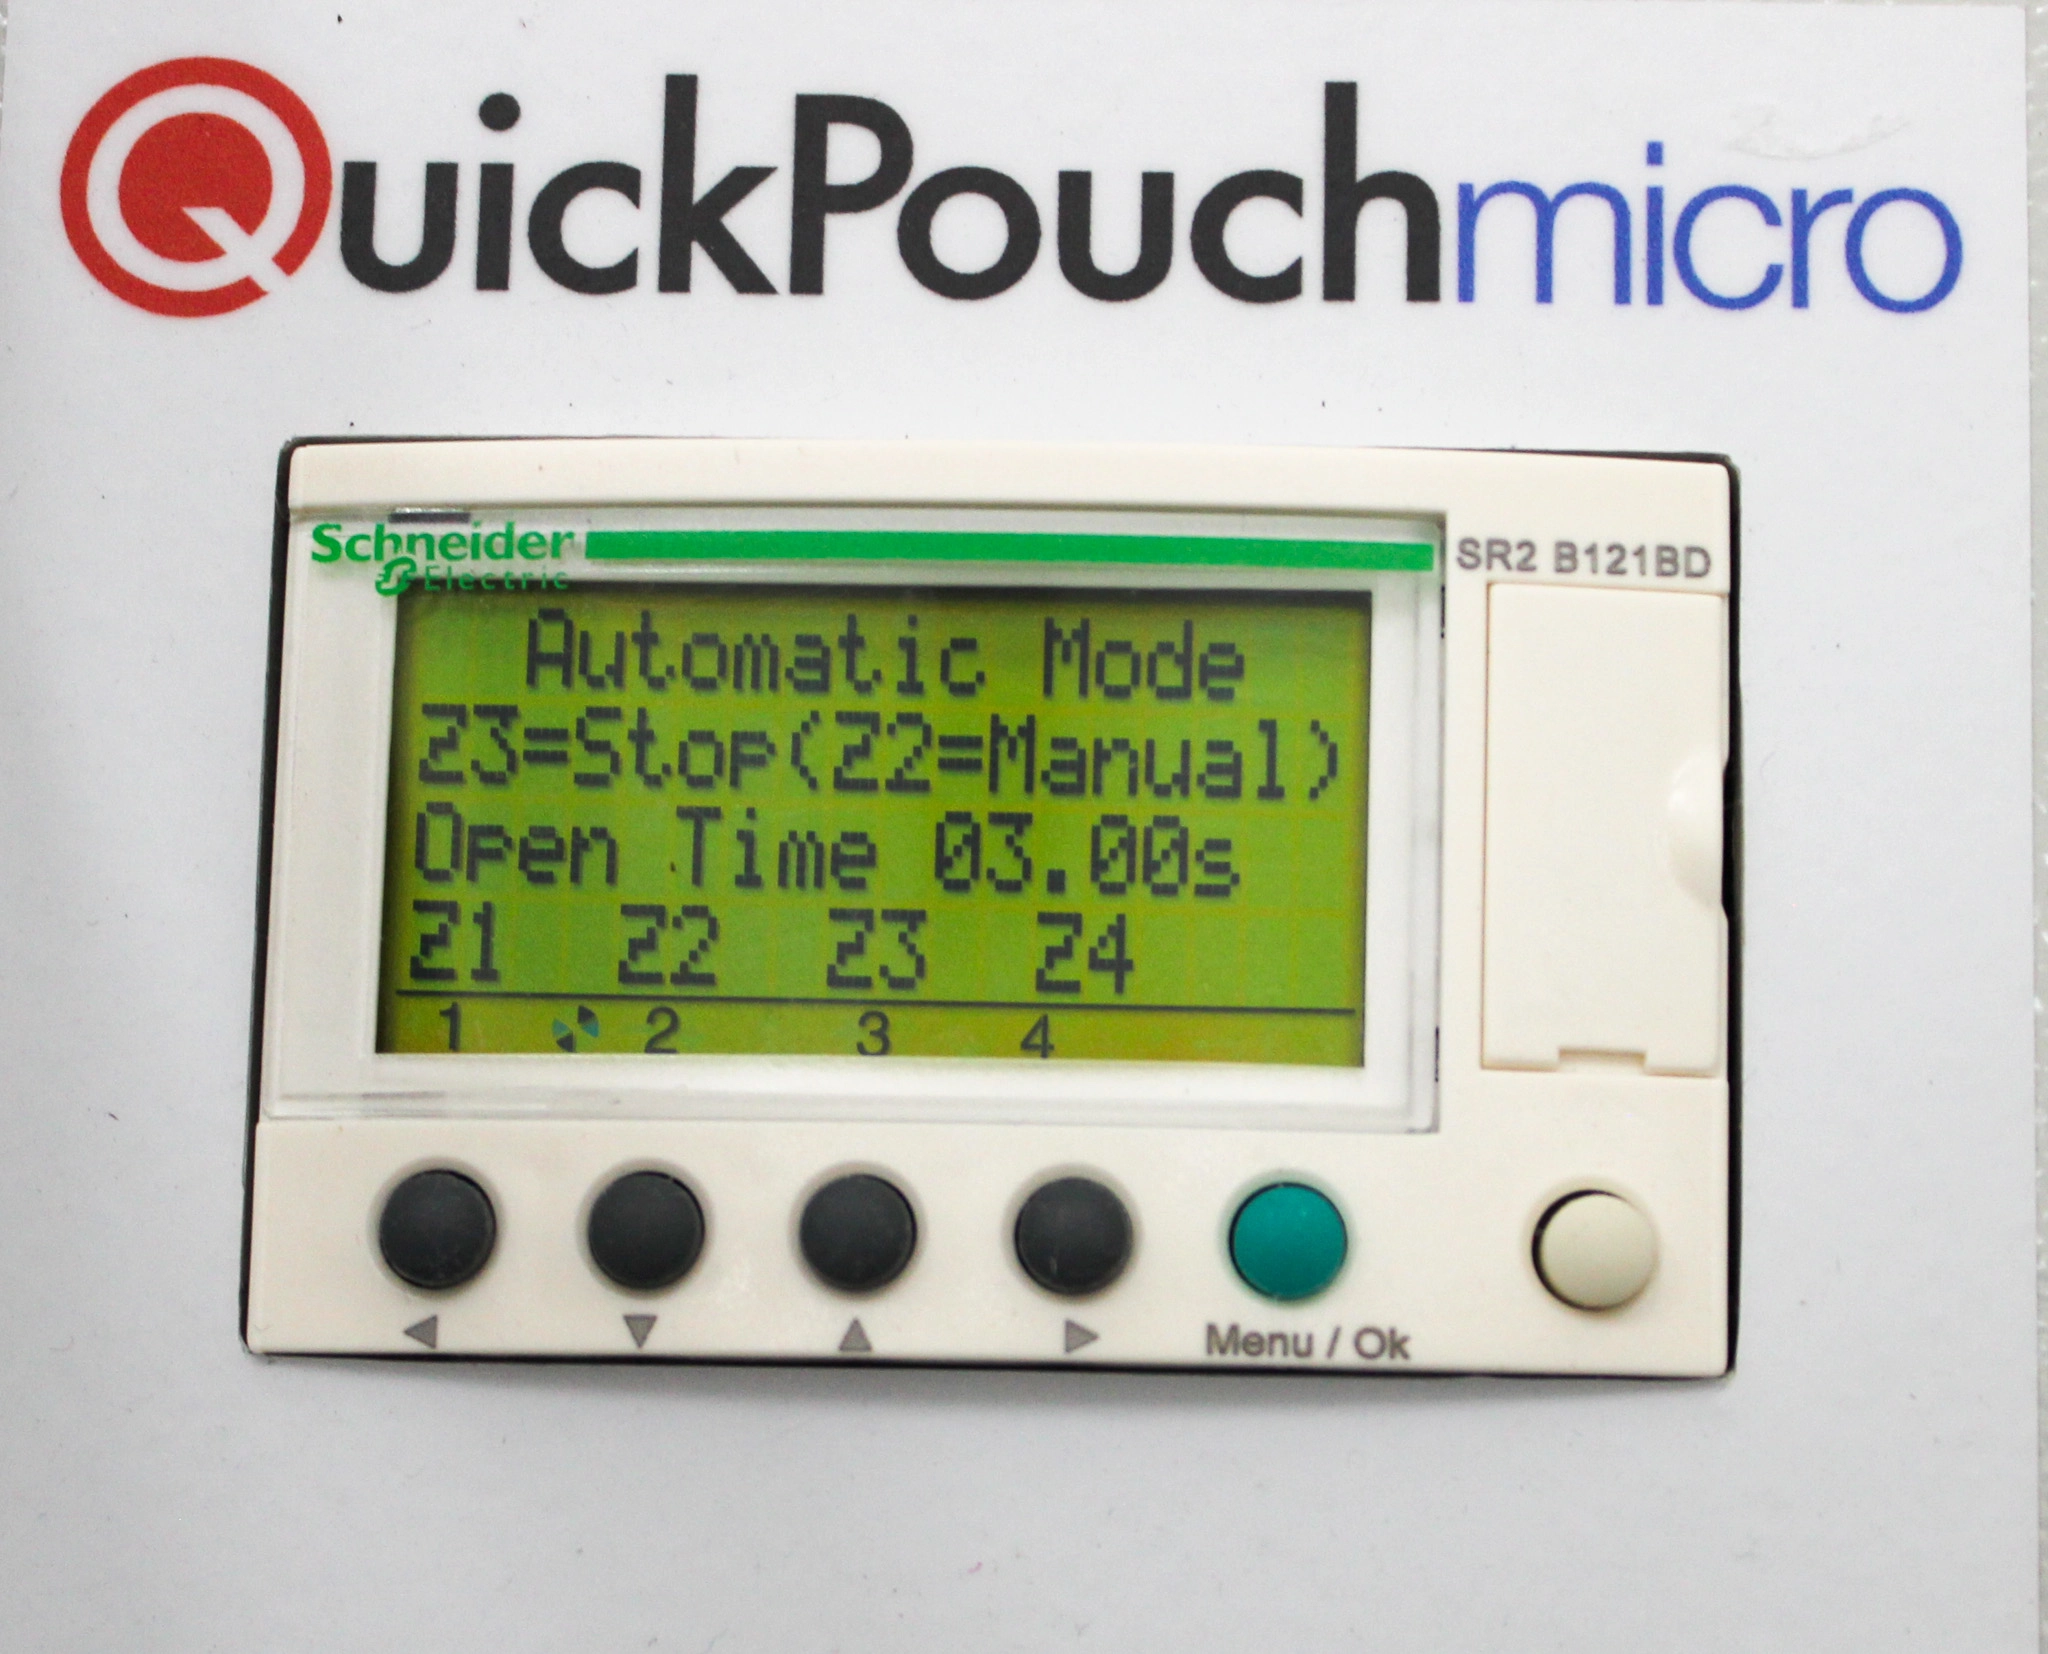 QuickPouchmicro
Schneider
Electric
SR2 B121BD
Automatic Mode
Z3=Stop(Z2=Manual)
Open Time 03.00s
Z1 Z2 Z3 Z4
1 2 3 4
◀ ▼ ▲ ▶ Menu / Ok